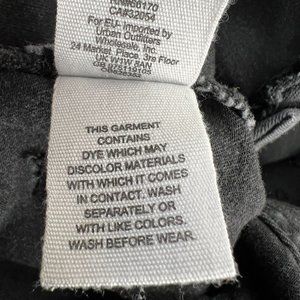 CA#32054
For EU: Imported by
Urban Outfitters
Wholesale, Inc.
24 Market Place 3rd Floor
UK W1W 8AN
THIS GARMENT
CONTAINS
DYE WHICH MAY
DISCOLOR MATERIALS
WITH WHICH IT COMES
IN CONTACT. WASH
SEPARATELY OR
WITH LIKE COLORS.
WASH BEFORE WEAR.